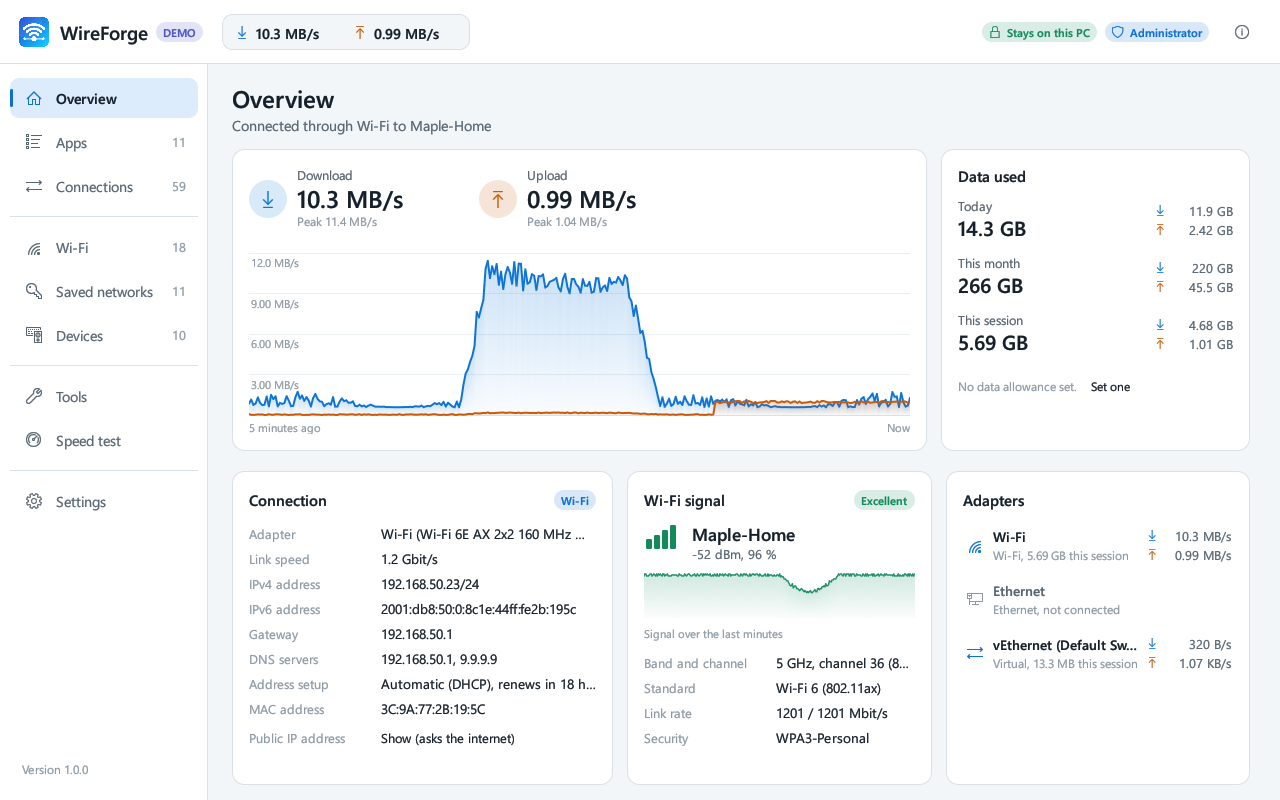 WireForge DEMO 10.3 MB/s 0.99 MB/s Stays on this PC Administrator
Overview
Apps 11
Connections 59
Wi-Fi 18
Saved networks 11
Devices 10
Tools
Speed test
Settings
Version 1.0.0
Overview
Connected through Wi-Fi to Maple-Home
Download
10.3 MB/s
Peak 11.4 MB/s
Upload
0.99 MB/s
Peak 1.04 MB/s
12.0 MB/s
9.00 MB/s
6.00 MB/s
3.00 MB/s
5 minutes ago Now
Data used
Today
14.3 GB
11.9 GB
2.42 GB
This month
266 GB
220 GB
45.5 GB
This session
5.69 GB
4.68 GB
1.01 GB
No data allowance set. Set one
Connection Wi-Fi
Adapter Wi-Fi (Wi-Fi 6E AX 2x2 160 MHz ...
Link speed 1.2 Gbit/s
IPv4 address 192.168.50.23/24
IPv6 address 2001:db8:50:0:8c1e:44ff:fe2b:195c
Gateway 192.168.50.1
DNS servers 192.168.50.1, 9.9.9.9
Address setup Automatic (DHCP), renews in 18 h...
MAC address 3C:9A:77:2B:19:5C
Public IP address Show (asks the internet)
Wi-Fi signal Excellent
Maple-Home
-52 dBm, 96 %
Signal over the last minutes
Band and channel 5 GHz, channel 36 (8...
Standard Wi-Fi 6 (802.11ax)
Link rate 1201 / 1201 Mbit/s
Security WPA3-Personal
Adapters
Wi-Fi 10.3 MB/s
Wi-Fi, 5.69 GB this session 0.99 MB/s
Ethernet
Ethernet, not connected
vEthernet (Default Sw... 320 B/s
Virtual, 13.3 MB this session 1.07 KB/s